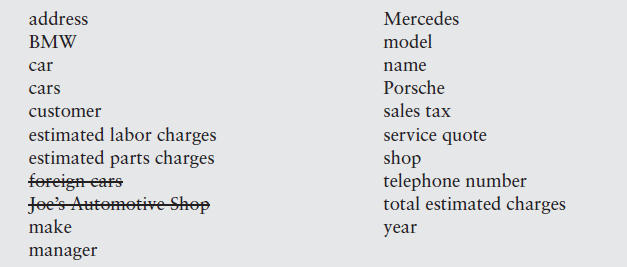 address
BMW
car
cars
customer
estimated labor charges
estimated parts charges
foreign cars
Joe's Automotive Shop
make
manager
Mercedes
model
name
Porsche
sales tax
service quote
shop
telephone number
total estimated charges
year